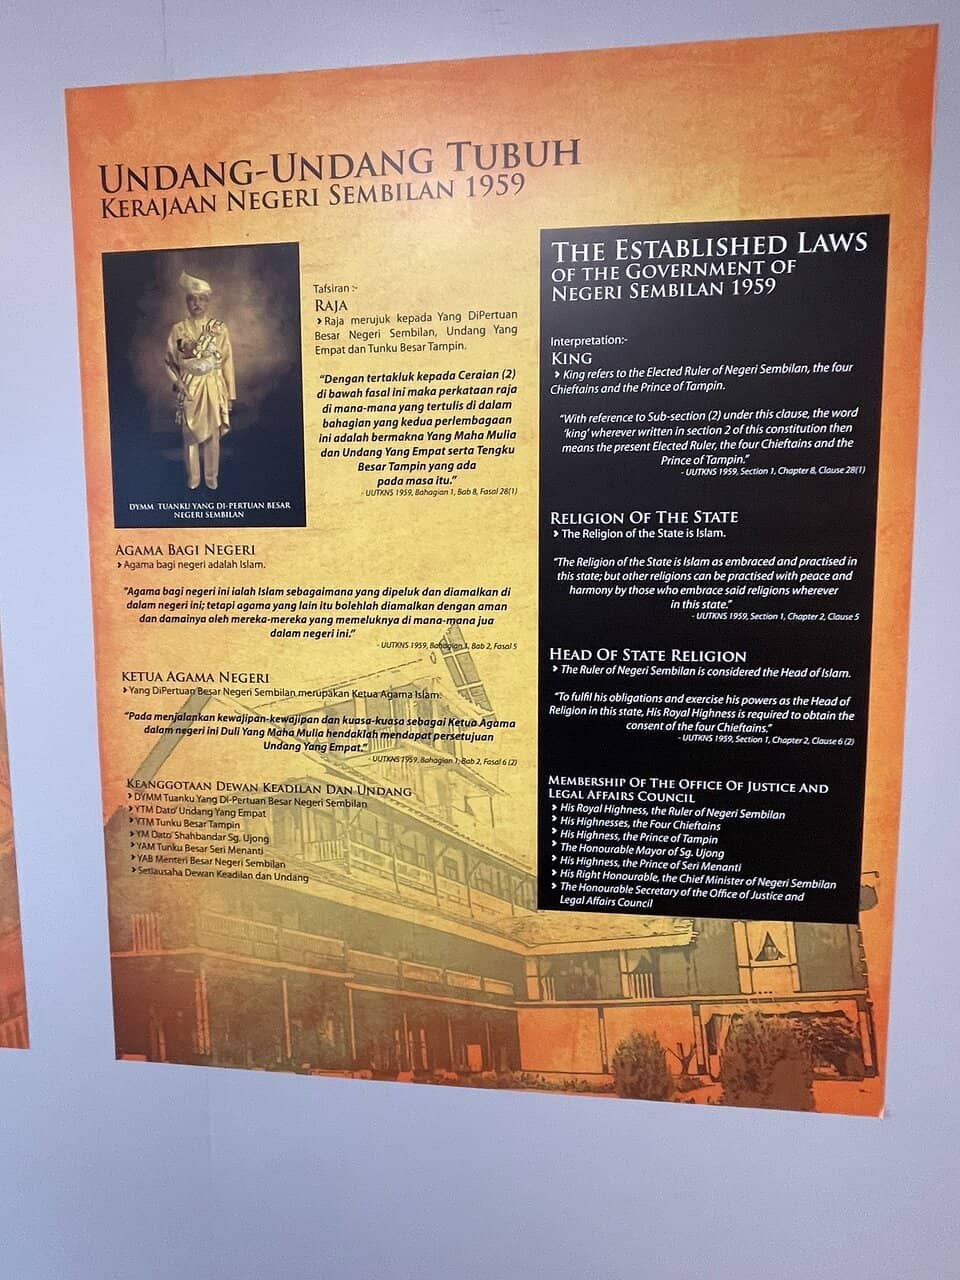 UNDANG-UNDANG TUBUH
KERAJAAN NEGERI SEMBILAN 1959
DYMM TUANKU YANG DI-PERTUAN BESAR
NEGERI SEMBILAN
Tafsiran :-
RAJA
Raja merujuk kepada Yang DiPertuan
Besar Negeri Sembilan, Undang Yang
Empat dan Tunku Besar Tampin.
"Dengan tertakluk kepada Ceraian (2)
di bawah fasal ini maka perkataan raja
di mana-mana yang tertulis di dalam
bahagian yang kedua perlembagaan
ini adalah bermakna Yang Maha Mulia
dan Undang Yang Empat serta Tengku
Besar Tampin yang ada
pada masa itu."
- UUTKNS 1959, Bahagian 1, Bab 8, Fasal 28(1)
AGAMA BAGI NEGERI
Agama bagi negeri adalah Islam.
"Agama bagi negeri ini ialah Islam sebagaimana yang dipeluk dan diamalkan di
dalam negeri ini; tetapi agama yang lain itu bolehlah diamalkan dengan aman
dan damainya oleh mereka-mereka yang memeluknya di mana-mana jua
dalam negeri ini."
- UUTKNS 1959, Bahagian 1, Bab 2, Fasal 5
KETUA AGAMA NEGERI
Yang DiPertuan Besar Negeri Sembilan merupakan Ketua Agama Islam.
"Pada menjalankan kewajipan-kewajipan dan kuasa-kuasa sebagai Ketua Agama
dalam negeri ini Duli Yang Maha Mulia hendaklah mendapat persetujuan
Undang Yang Empat."
- UUTKNS 1959, Bahagian 1, Bab 2, Fasal 6 (2)
KEANGGOTAAN DEWAN KEADILAN DAN UNDANG
DYMM Tuanku Yang Di-Pertuan Besar Negeri Sembilan
YTM Dato' Undang Yang Empat
YTM Tunku Besar Tampin
YM Dato' Shahbandar Sg. Ujong
YAM Tunku Besar Seri Menanti
YAB Menteri Besar Negeri Sembilan
Setiausaha Dewan Keadilan dan Undang
THE ESTABLISHED LAWS
OF THE GOVERNMENT OF
NEGERI SEMBILAN 1959
Interpretation:-
KING
King refers to the Elected Ruler of Negeri Sembilan, the four
Chieftains and the Prince of Tampin.
"With reference to Sub-section (2) under this clause, the word
'king' wherever written in section 2 of this constitution then
means the present Elected Ruler, the four Chieftains and the
Prince of Tampin."
- UUTKNS 1959, Section 1, Chapter 8, Clause 28(1)
RELIGION OF THE STATE
The Religion of the State is Islam.
"The Religion of the State is Islam as embraced and practised in
this state; but other religions can be practised with peace and
harmony by those who embrace said religions wherever
in this state."
- UUTKNS 1959, Section 1, Chapter 2, Clause 5
HEAD OF STATE RELIGION
The Ruler of Negeri Sembilan is considered the Head of Islam.
"To fulfil his obligations and exercise his powers as the Head of
Religion in this state, His Royal Highness is required to obtain the
consent of the four Chieftains."
- UUTKNS 1959, Section 1, Chapter 2, Clause 6 (2)
MEMBERSHIP OF THE OFFICE OF JUSTICE AND
LEGAL AFFAIRS COUNCIL
His Royal Highness, the Ruler of Negeri Sembilan
His Highnesses, the Four Chieftains
His Highness, the Prince of Tampin
The Honourable Mayor of Sg. Ujong
His Highness, the Prince of Seri Menanti
His Right Honourable, the Chief Minister of Negeri Sembilan
The Honourable Secretary of the Office of Justice and
Legal Affairs Council